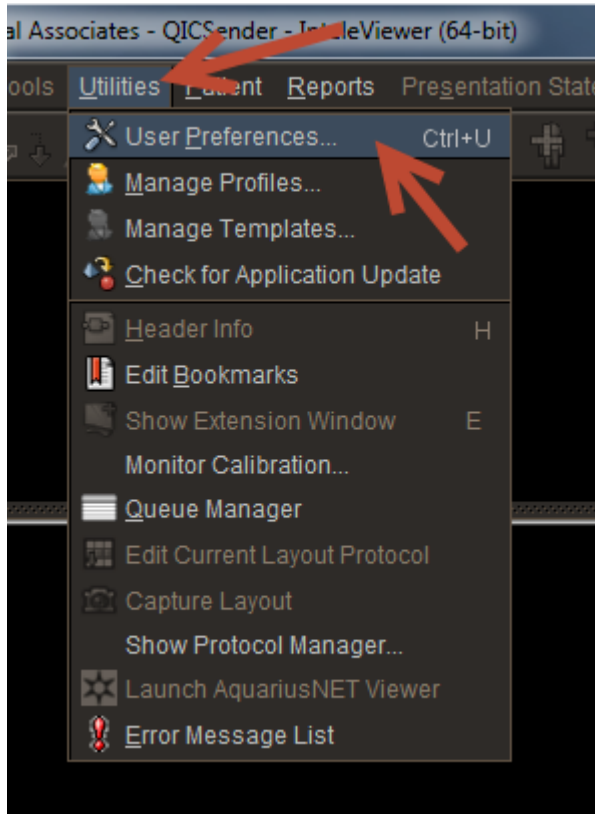 al Associates - QICSender - InteleViewer (64-bit)
ools Utilities Patient Reports Presentation State
User Preferences... Ctrl+U
Manage Profiles...
Manage Templates...
Check for Application Update
Header Info H
Edit Bookmarks
Show Extension Window E
Monitor Calibration...
Queue Manager
Edit Current Layout Protocol
Capture Layout
Show Protocol Manager...
Launch AquariusNET Viewer
Error Message List